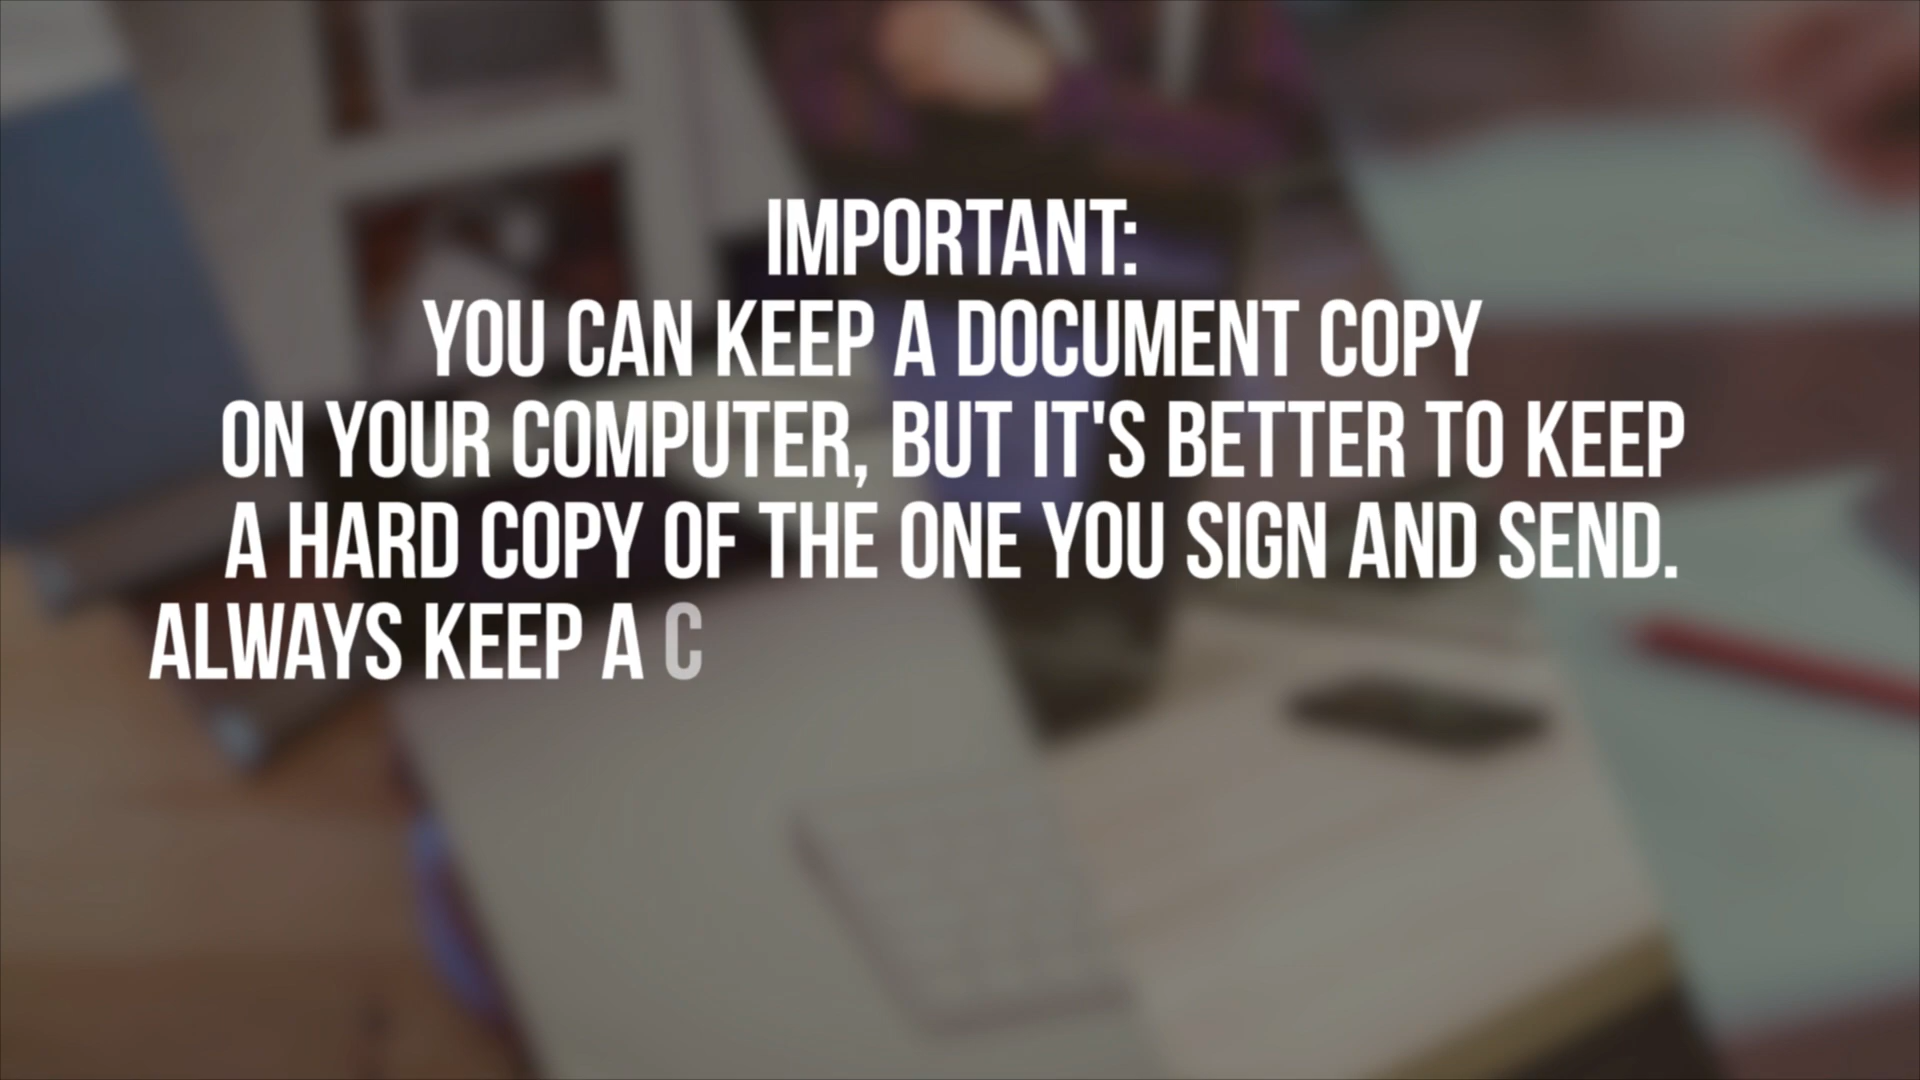 IMPORTANT:
YOU CAN KEEP A DOCUMENT COPY
ON YOUR COMPUTER, BUT IT'S BETTER TO KEEP
A HARD COPY OF THE ONE YOU SIGN AND SEND.
ALWAYS KEEP A C